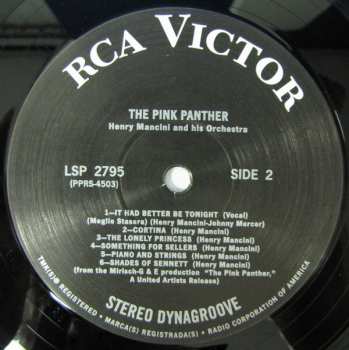 RCA VICTOR
THE PINK PANTHER
Henry Mancini and his Orchestra
LSP 2795
(PPRS-4503)
SIDE 2
1—IT HAD BETTER BE TONIGHT (Vocal)
(Meglio Stasera) (Henry Mancini-Johnny Mercer)
2—CORTINA (Henry Mancini)
3—THE LONELY PRINCESS (Henry Mancini)
4—SOMETHING FOR SELLERS (Henry Mancini)
5—PIANO AND STRINGS (Henry Mancini)
6—SHADES OF SENNETT (Henry Mancini)
(from the Mirisch-G & E production "The Pink Panther,"
A United Artists Release)
TMK(S)® REGISTERED • MARCA(S) REGISTRADA(S) • RADIO CORPORATION OF AMERICA
STEREO DYNAGROOVE